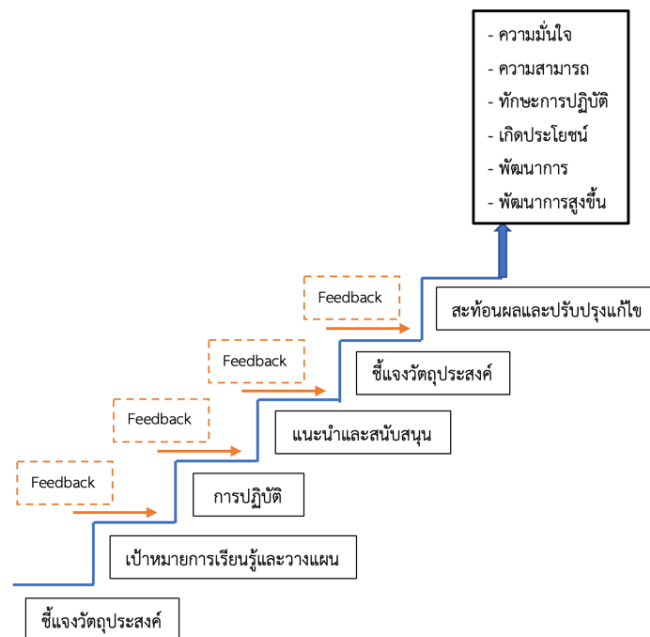 - ความมั่นใจ
- ความสามารถ
- ทักษะการปฏิบัติ
- เกิดประโยชน์
- พัฒนาการ
- พัฒนาการสูงขึ้น
Feedback
สะท้อนผลและปรับปรุงแก้ไข
Feedback
ชี้แจงวัตถุประสงค์
Feedback
แนะนำและสนับสนุน
Feedback
การปฏิบัติ
เป้าหมายการเรียนรู้และวางแผน
ชี้แจงวัตถุประสงค์